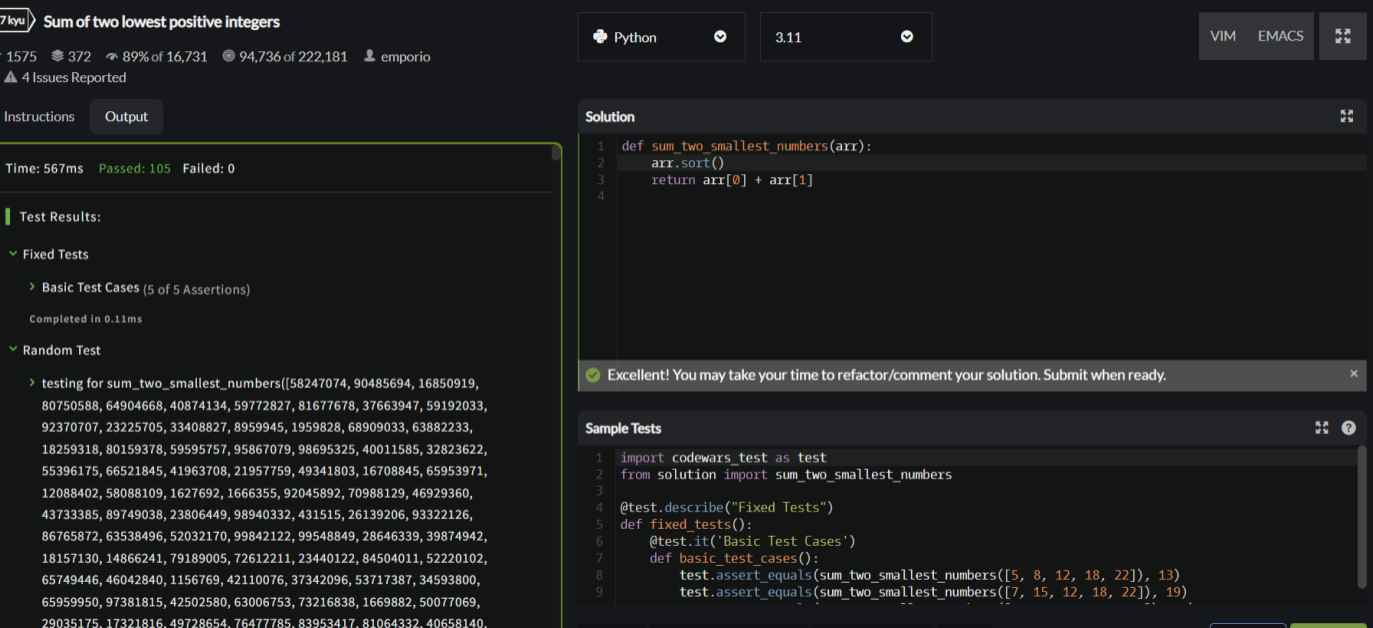 7 kyu Sum of two lowest positive integers
1575 372 89% of 16,731 94,736 of 222,181 emporio
4 Issues Reported
Instructions Output
Time: 567ms Passed: 105 Failed: 0
Test Results:
Fixed Tests
Basic Test Cases (5 of 5 Assertions)
Completed in 0.11ms
Random Test
testing for sum_two_smallest_numbers([58247074, 90485694, 16850919,
80750588, 64904668, 40874134, 59772827, 81677678, 37663947, 59192033,
92370707, 23225705, 33408827, 8959945, 1959828, 68909033, 63882233,
18259318, 80159378, 59595757, 95867079, 98695325, 40011585, 32823622,
55396175, 66521845, 41963708, 21957759, 49341803, 16708845, 65953971,
12088402, 58088109, 1627692, 1666355, 92045892, 70988129, 46929360,
43733385, 89749038, 23806449, 98940332, 431515, 26139206, 93322126,
86765872, 63538496, 52032170, 99842122, 99548849, 28646339, 39874942,
18157130, 14866241, 79189005, 72612211, 23440122, 84504011, 52220102,
65749446, 46042840, 1156769, 42110076, 37342096, 53717387, 34593800,
65959950, 97381815, 42502580, 63006753, 73216838, 1669882, 50077069,
29035175, 17321816, 49728654, 76477785, 83953417, 81064332, 40658140,
Python 3.11 VIM EMACS
Solution
1 def sum_two_smallest_numbers(arr):
2 arr.sort()
3 return arr[0] + arr[1]
4
Excellent! You may take your time to refactor/comment your solution. Submit when ready. ×
Sample Tests ?
1 import codewars_test as test
2 from solution import sum_two_smallest_numbers
3
4 @test.describe("Fixed Tests")
5 def fixed_tests():
6 @test.it('Basic Test Cases')
7 def basic_test_cases():
8 test.assert_equals(sum_two_smallest_numbers([5, 8, 12, 18, 22]), 13)
9 test.assert_equals(sum_two_smallest_numbers([7, 15, 12, 18, 22]), 19)